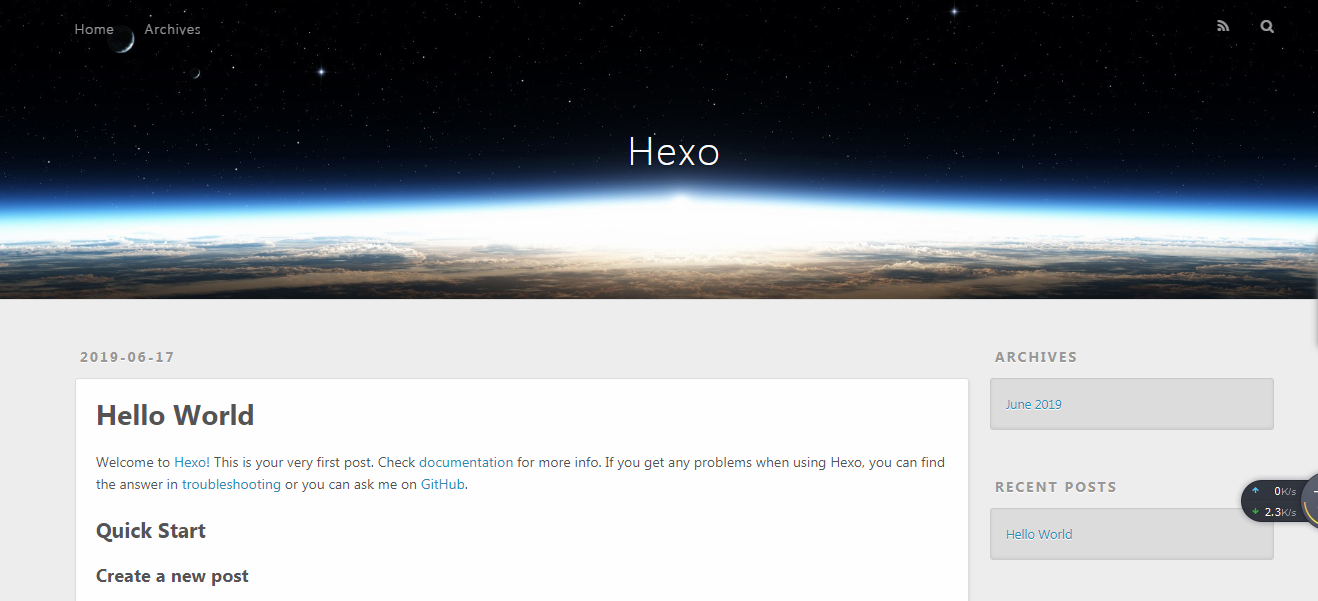 Home Archives
Hexo
2019-06-17
Hello World
Welcome to Hexo! This is your very first post. Check documentation for more info. If you get any problems when using Hexo, you can find
the answer in troubleshooting or you can ask me on GitHub.
Quick Start
Create a new post
ARCHIVES
June 2019
RECENT POSTS
Hello World
0K/s
2.3K/s